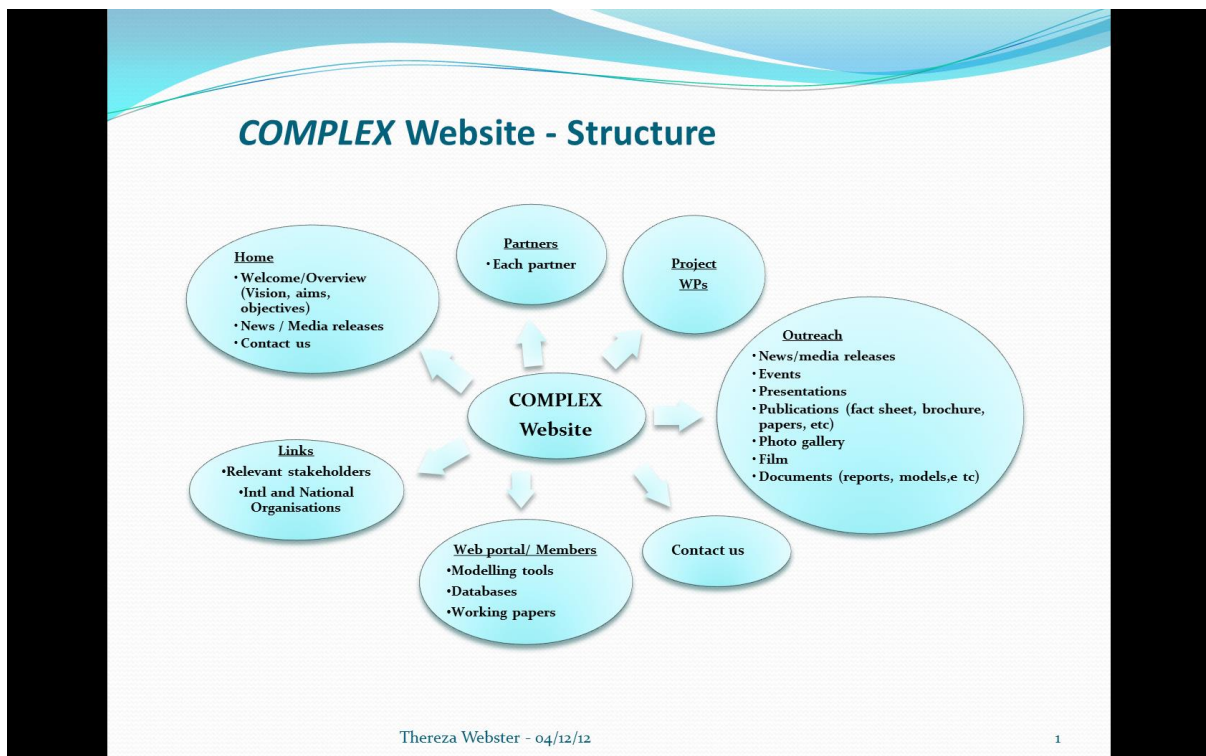 COMPLEX Website - Structure
Home
• Welcome/Overview
(Vision, aims,
objectives)
• News / Media releases
• Contact us
Partners
• Each partner
Project
WPs
Outreach
• News/media releases
• Events
• Presentations
• Publications (fact sheet, brochure,
papers, etc)
• Photo gallery
• Film
• Documents (reports, models,e tc)
COMPLEX
Website
Links
•Relevant stakeholders
•Intl and National
Organisations
Web portal/ Members
•Modelling tools
•Databases
•Working papers
Contact us
Thereza Webster - 04/12/12
1